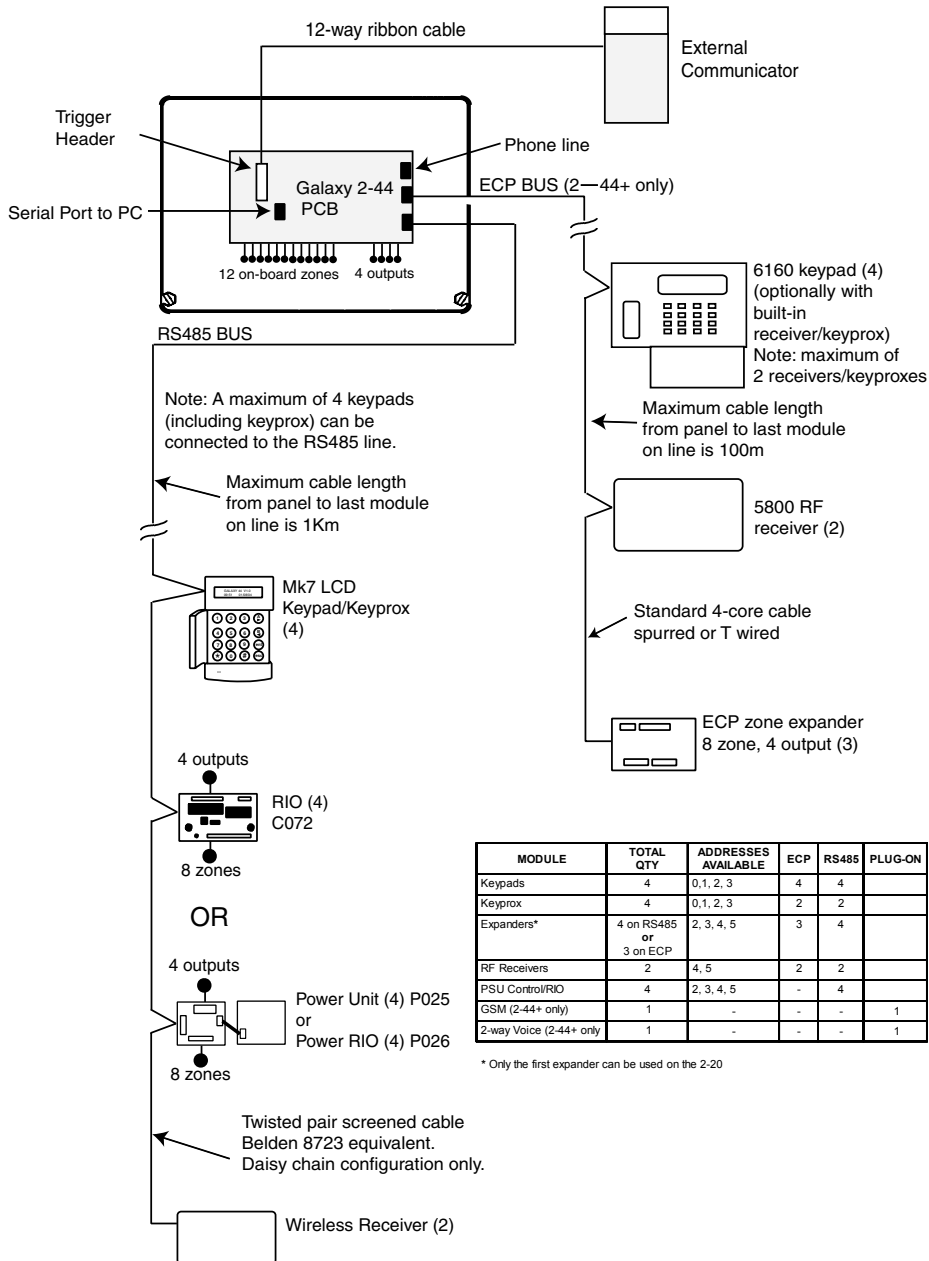 12-way ribbon cable
External
Communicator
Trigger
Header
Phone line
Galaxy 2-44
PCB
ECP BUS (2—44+ only)
Serial Port to PC
12 on-board zones
4 outputs
6160 keypad (4)
(optionally with
built-in
receiver/keyprox)
Note: maximum of
2 receivers/keyproxes
RS485 BUS
Note: A maximum of 4 keypads
(including keyprox) can be
connected to the RS485 line.
Maximum cable length
from panel to last module
on line is 100m
Maximum cable length
from panel to last module
on line is 1Km
5800 RF
receiver (2)
Mk7 LCD
Keypad/Keyprox
(4)
Standard 4-core cable
spurred or T wired
ECP zone expander
8 zone, 4 output (3)
4 outputs
RIO (4)
C072
8 zones
OR
4 outputs
Power Unit (4) P025
or
Power RIO (4) P026
8 zones
MODULE TOTAL QTY ADDRESSES AVAILABLE ECP RS485 PLUG-ON
Keypads 4 0,1, 2, 3 4 4
Keyprox 4 0,1, 2, 3 2 2
Expanders* 4 on RS485 or 3 on ECP 2, 3, 4, 5 3 4
RF Receivers 2 4, 5 2 2
PSU Control/RIO 4 2, 3, 4, 5 - 4
GSM (2-44+ only) 1 - - - 1
2-way Voice (2-44+ only 1 - - - 1
* Only the first expander can be used on the 2-20
Twisted pair screened cable
Belden 8723 equivalent.
Daisy chain configuration only.
Wireless Receiver (2)